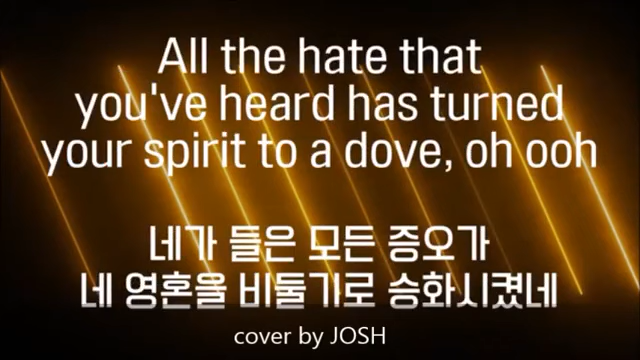 All the hate that
you've heard has turned
your spirit to a dove, oh ooh
네가 들은 모든 증오가
네 영혼을 비둘기로 승화시켰네
cover by JOSH